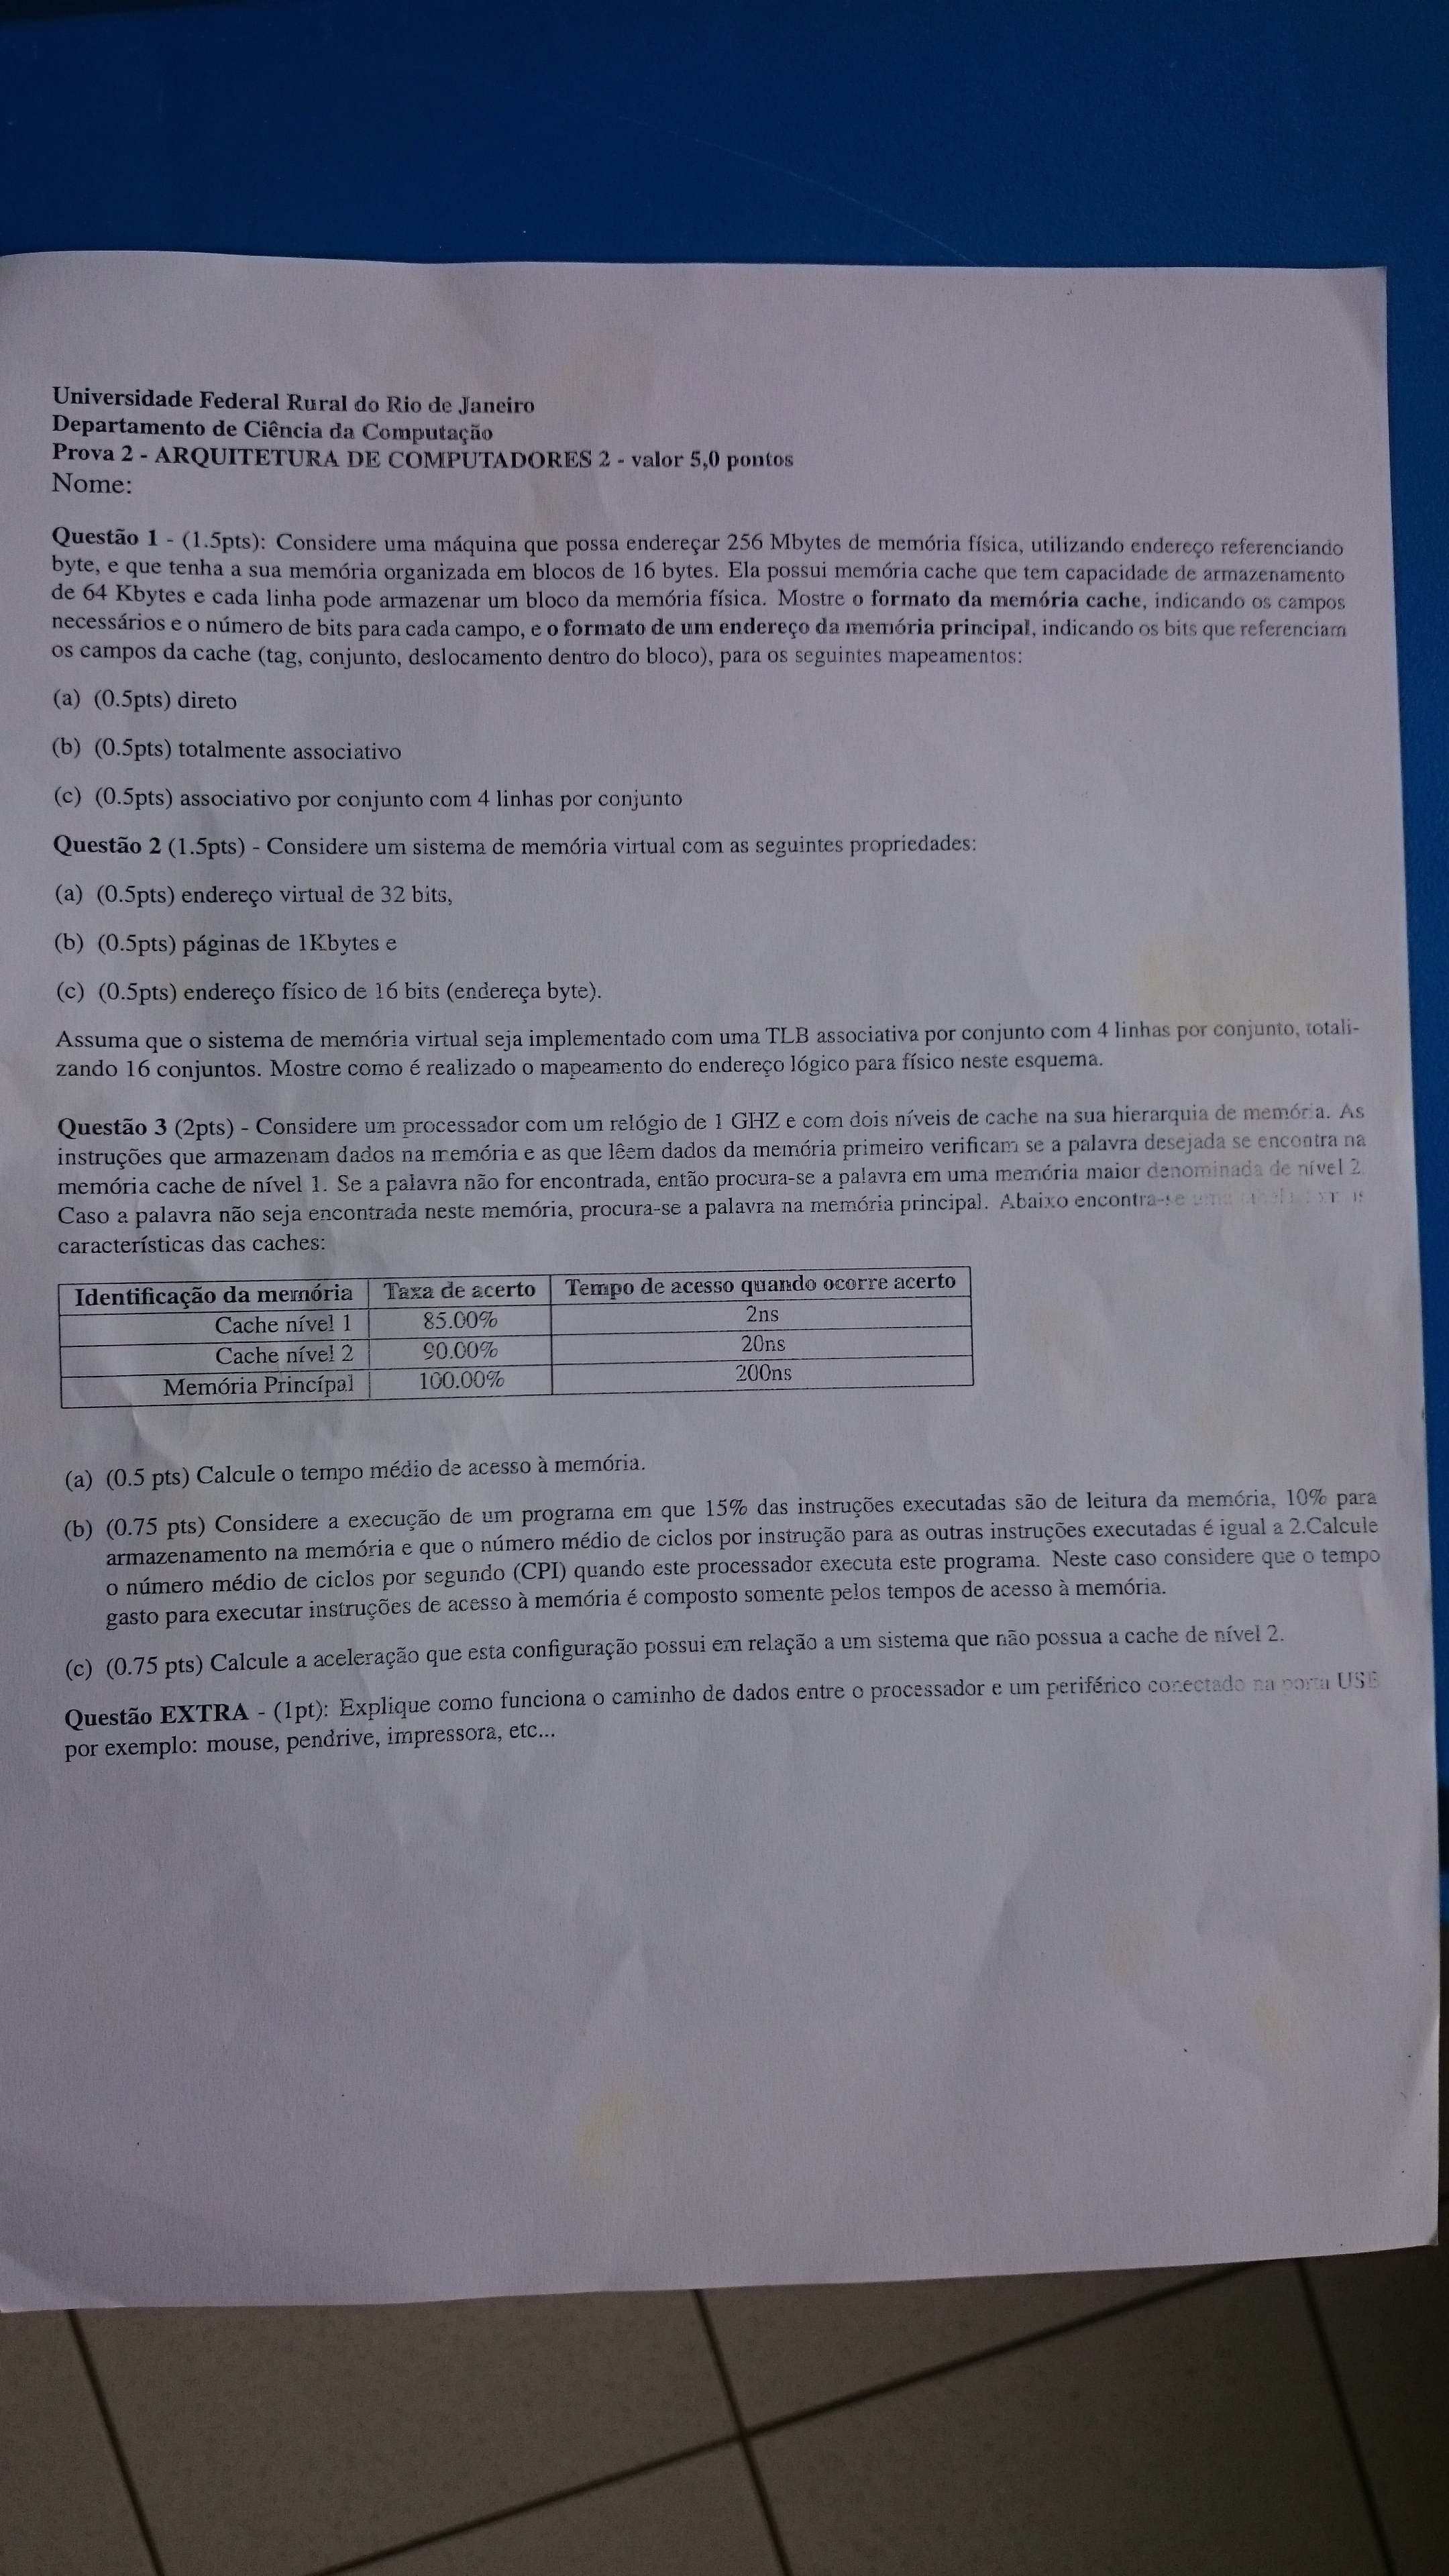 Universidade Federal Rural do Rio de Janeiro
Departamento de Ciência da Computação
Prova 2 - ARQUITETURA DE COMPUTADORES 2 - valor 5,0 pontos
Nome:
Questão 1 - (1.5pts): Considere uma máquina que possa endereçar 256 Mbytes de memória física, utilizando endereço referenciando
byte, e que tenha a sua memória organizada em blocos de 16 bytes. Ela possui memória cache que tem capacidade de armazenamento
de 64 Kbytes e cada linha pode armazenar um bloco da memória física. Mostre o formato da memória cache, indicando os campos
necessários e o número de bits para cada campo, e o formato de um endereço da memória principal, indicando os bits que referenciam
os campos da cache (tag, conjunto, deslocamento dentro do bloco), para os seguintes mapeamentos:
(a) (0.5pts) direto
(b) (0.5pts) totalmente associativo
(c) (0.5pts) associativo por conjunto com 4 linhas por conjunto
Questão 2 (1.5pts) - Considere um sistema de memória virtual com as seguintes propriedades:
(a) (0.5pts) endereço virtual de 32 bits,
(b) (0.5pts) páginas de 1Kbytes e
(c) (0.5pts) endereço físico de 16 bits (endereça byte).
Assuma que o sistema de memória virtual seja implementado com uma TLB associativa por conjunto com 4 linhas por conjunto, totali-
zando 16 conjuntos. Mostre como é realizado o mapeamento do endereço lógico para físico neste esquema.
Questão 3 (2pts) - Considere um processador com um relógio de 1 GHZ e com dois níveis de cache na sua hierarquia de memória. As
instruções que armazenam dados na memória e as que lêem dados da memória primeiro verificam se a palavra desejada se encontra na
memória cache de nível 1. Se a palavra não for encontrada, então procura-se a palavra em uma memória maior denominada de nível 2.
Caso a palavra não seja encontrada neste memória, procura-se a palavra na memória principal. Abaixo encontra-se uma
características das caches:
Identificação da memória Taxa de acerto Tempo de acesso quando ocorre acerto
Cache nível 1 85.00% 2ns
Cache nível 2 90.00% 20ns
Memória Princípal 100.00% 200ns
(a) (0.5 pts) Calcule o tempo médio de acesso à memória.
(b) (0.75 pts) Considere a execução de um programa em que 15% das instruções executadas são de leitura da memória, 10% para
armazenamento na memória e que o número médio de ciclos por instrução para as outras instruções executadas é igual a 2.Calcule
o número médio de ciclos por segundo (CPI) quando este processador executa este programa. Neste caso considere que o tempo
gasto para executar instruções de acesso à memória é composto somente pelos tempos de acesso à memória.
(c) (0.75 pts) Calcule a aceleração que esta configuração possui em relação a um sistema que não possua a cache de nível 2.
Questão EXTRA - (1pt): Explique como funciona o caminho de dados entre o processador e um periférico conectado na porta USB
por exemplo: mouse, pendrive, impressora, etc...